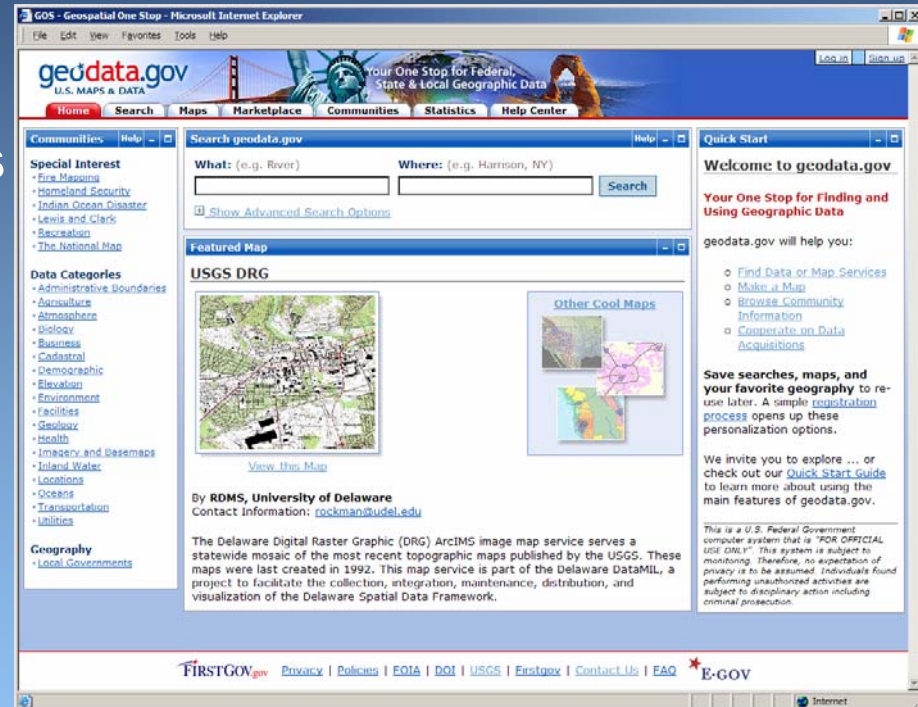 s
GOS - Geospatial One Stop - Microsoft Internet Explorer
File Edit View Favorites Tools Help
geodata.gov
U.S. MAPS & DATA
Your One Stop for Federal,
State & Local Geographic Data
Log in Sign up
Home Search Maps Marketplace Communities Statistics Help Center
Communities Help
Special Interest
Fire Mapping
Homeland Security
Indian Ocean Disaster
Lewis and Clark
Recreation
The National Map
Data Categories
Administrative Boundaries
Agriculture
Atmosphere
Biology
Business
Cadastral
Demographic
Elevation
Environment
Facilities
Geology
Health
Imagery and Basemaps
Inland Water
Locations
Oceans
Transportation
Utilities
Geography
Local Governments
Search geodata.gov Help
What: (e.g. River) Where: (e.g. Harrison, NY)
Search
Show Advanced Search Options
Featured Map
USGS DRG
View this Map
Other Cool Maps
By RDMS, University of Delaware
Contact Information: rockman@udel.edu
The Delaware Digital Raster Graphic (DRG) ArcIMS image map service serves a
statewide mosaic of the most recent topographic maps published by the USGS. These
maps were last created in 1992. This map service is part of the Delaware DataMIL, a
project to facilitate the collection, integration, maintenance, distribution, and
visualization of the Delaware Spatial Data Framework.
Quick Start
Welcome to geodata.gov
Your One Stop for Finding and
Using Geographic Data
geodata.gov will help you:
Find Data or Map Services
Make a Map
Browse Community
Information
Cooperate on Data
Acquisitions
Save searches, maps, and
your favorite geography to re-
use later. A simple registration
process opens up these
personalization options.
We invite you to explore ... or
check out our Quick Start Guide
to learn more about using the
main features of geodata.gov.
This is a U.S. Federal Government
computer system that is "FOR OFFICIAL
USE ONLY". This system is subject to
monitoring. Therefore, no expectation of
privacy is to be assumed. Individuals found
performing unauthorized activities are
subject to disciplinary action including
criminal prosecution.
FIRSTGOV.gov Privacy | Policies | FOIA | DOI | USGS | Firstgov | Contact Us | FAQ E-GOV
Internet